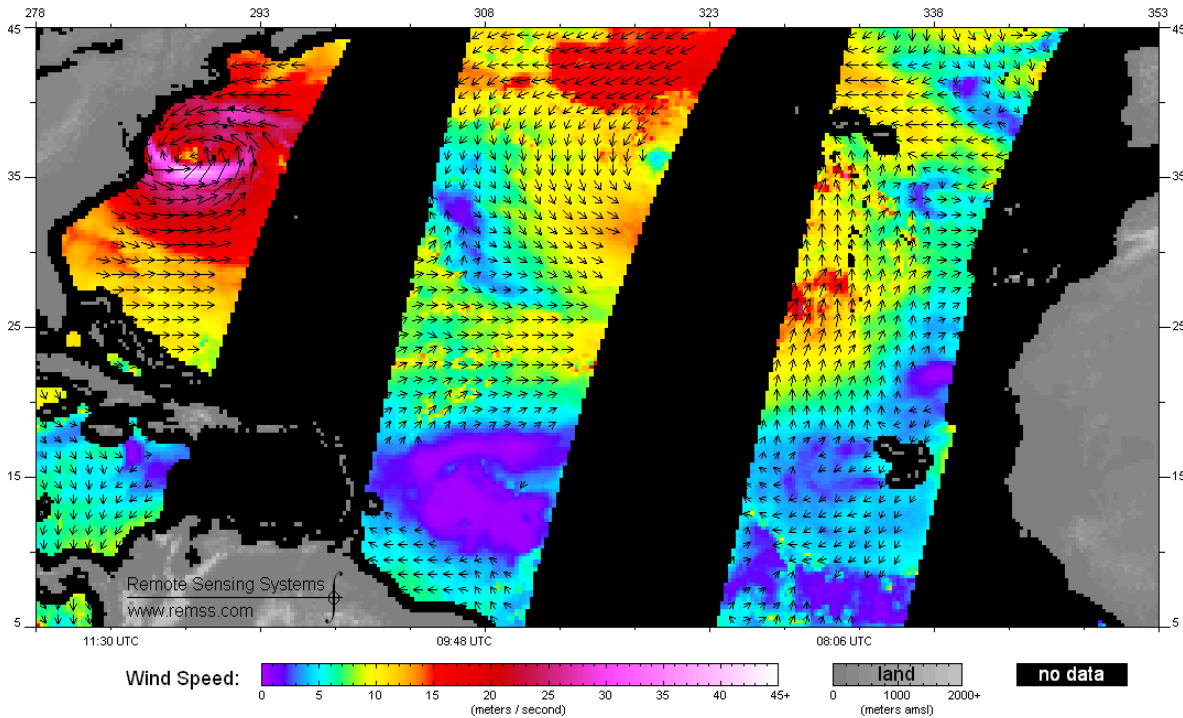 278 293 308 323 338 353
45 45
35 35
25 25
15 15
5 5
Remote Sensing Systems
www.remss.com
11:30 UTC 09:48 UTC 08:06 UTC
Wind Speed:
0 5 10 15 20 25 30 35 40 45+
(meters / second)
land
0 1000 2000+
(meters amsl)
no data